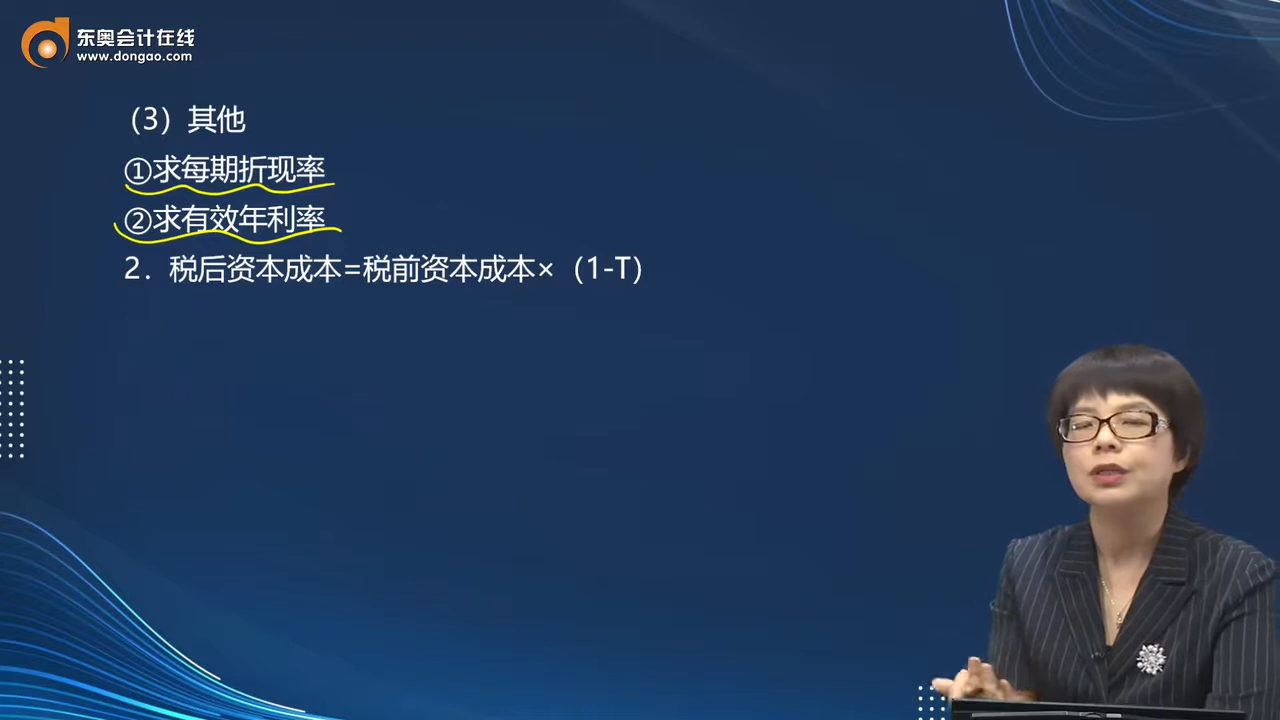 东奥会计在线
www.dongao.com
（3）其他
①求每期折现率
②求有效年利率
2．税后资本成本=税前资本成本×（1-T）